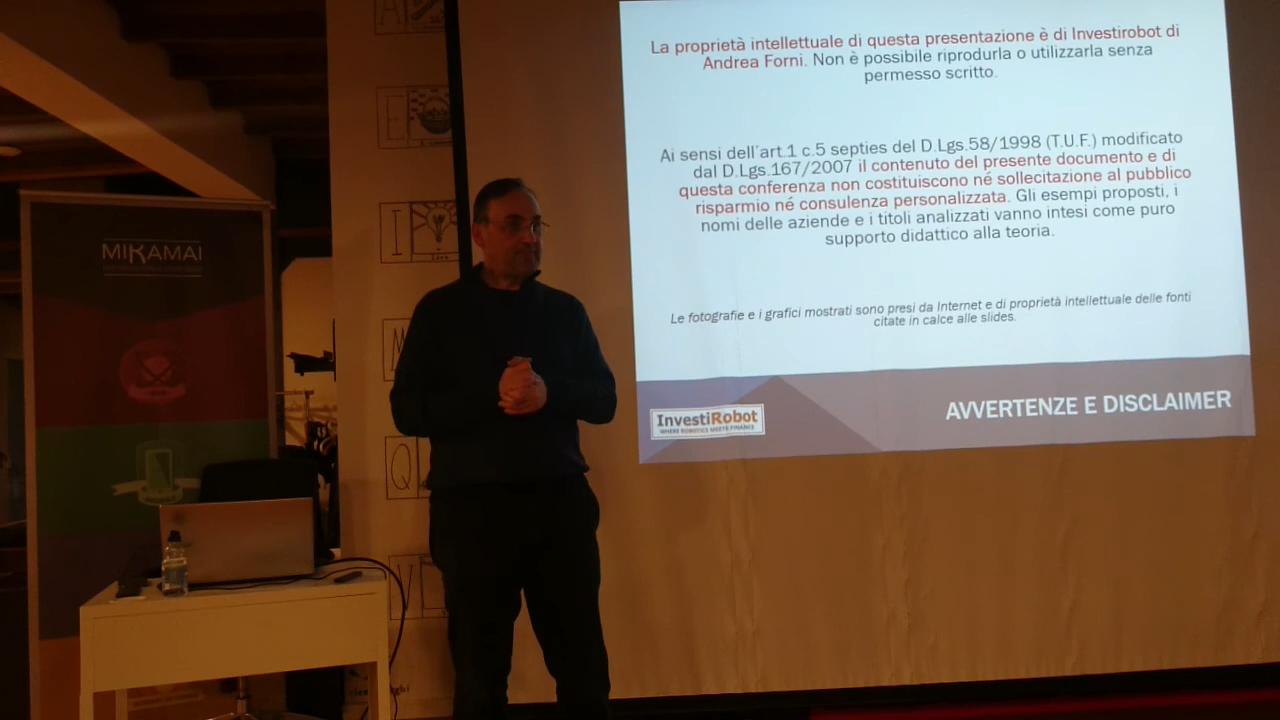 La proprietà intellettuale di questa presentazione è di Investirobot di
Andrea Forni. Non è possibile riprodurla o utilizzarla senza
permesso scritto.
Ai sensi dell'art.1 c.5 septies del D.Lgs.58/1998 (T.U.F.) modificato
dal D.Lgs.167/2007 il contenuto del presente documento e di
questa conferenza non costituiscono né sollecitazione al pubblico
risparmio né consulenza personalizzata. Gli esempi proposti, i
nomi delle aziende e i titoli analizzati vanno intesi come puro
supporto didattico alla teoria.
Le fotografie e i grafici mostrati sono presi da Internet e di proprietà intellettuale delle fonti
citate in calce alle slides.
InvestiRobot
WHERE ROBOTICS MEETS FINANCE
AVVERTENZE E DISCLAIMER
MIKAMAI
A
E
I
M
Q
V